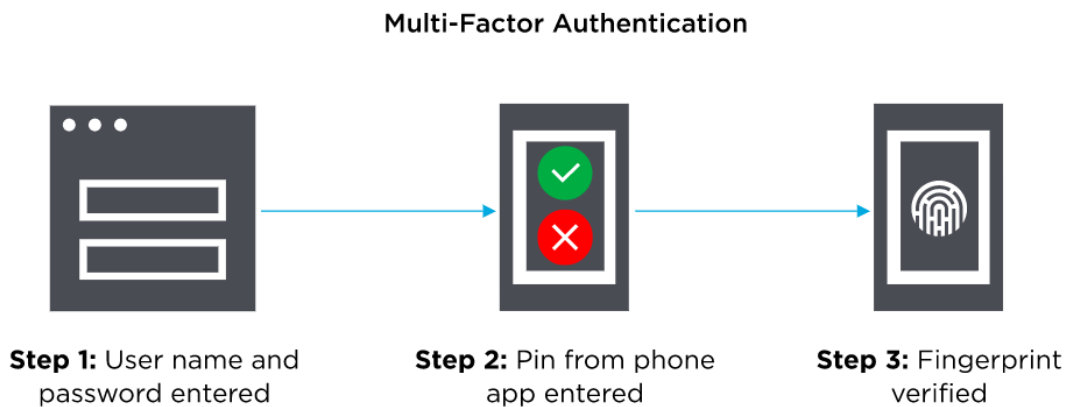 Multi-Factor Authentication
Step 1: User name and
password entered
Step 2: Pin from phone
app entered
Step 3: Fingerprint
verified